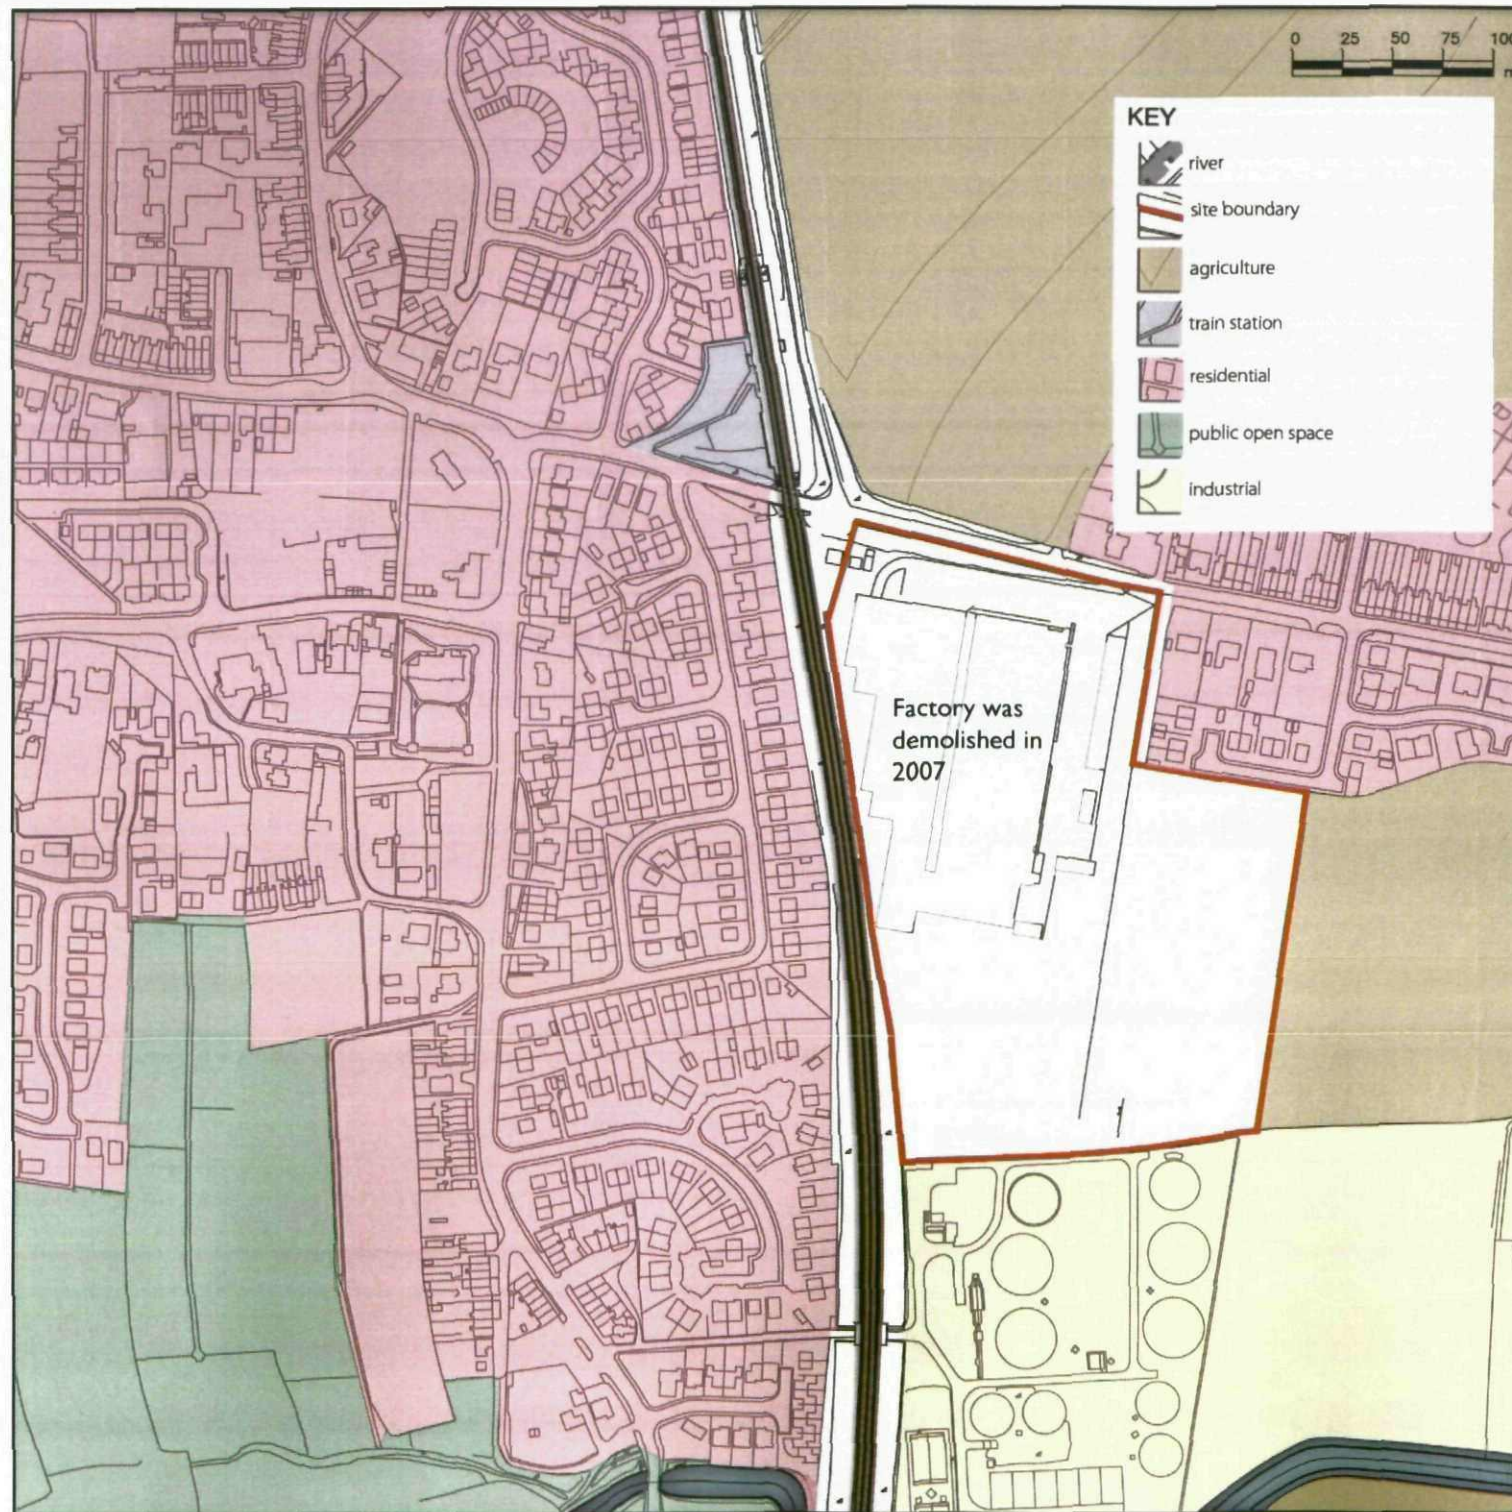 0 25 50 75 100
KEY
river
site boundary
agriculture
train station
residential
public open space
industrial
Factory was
demolished in
2007